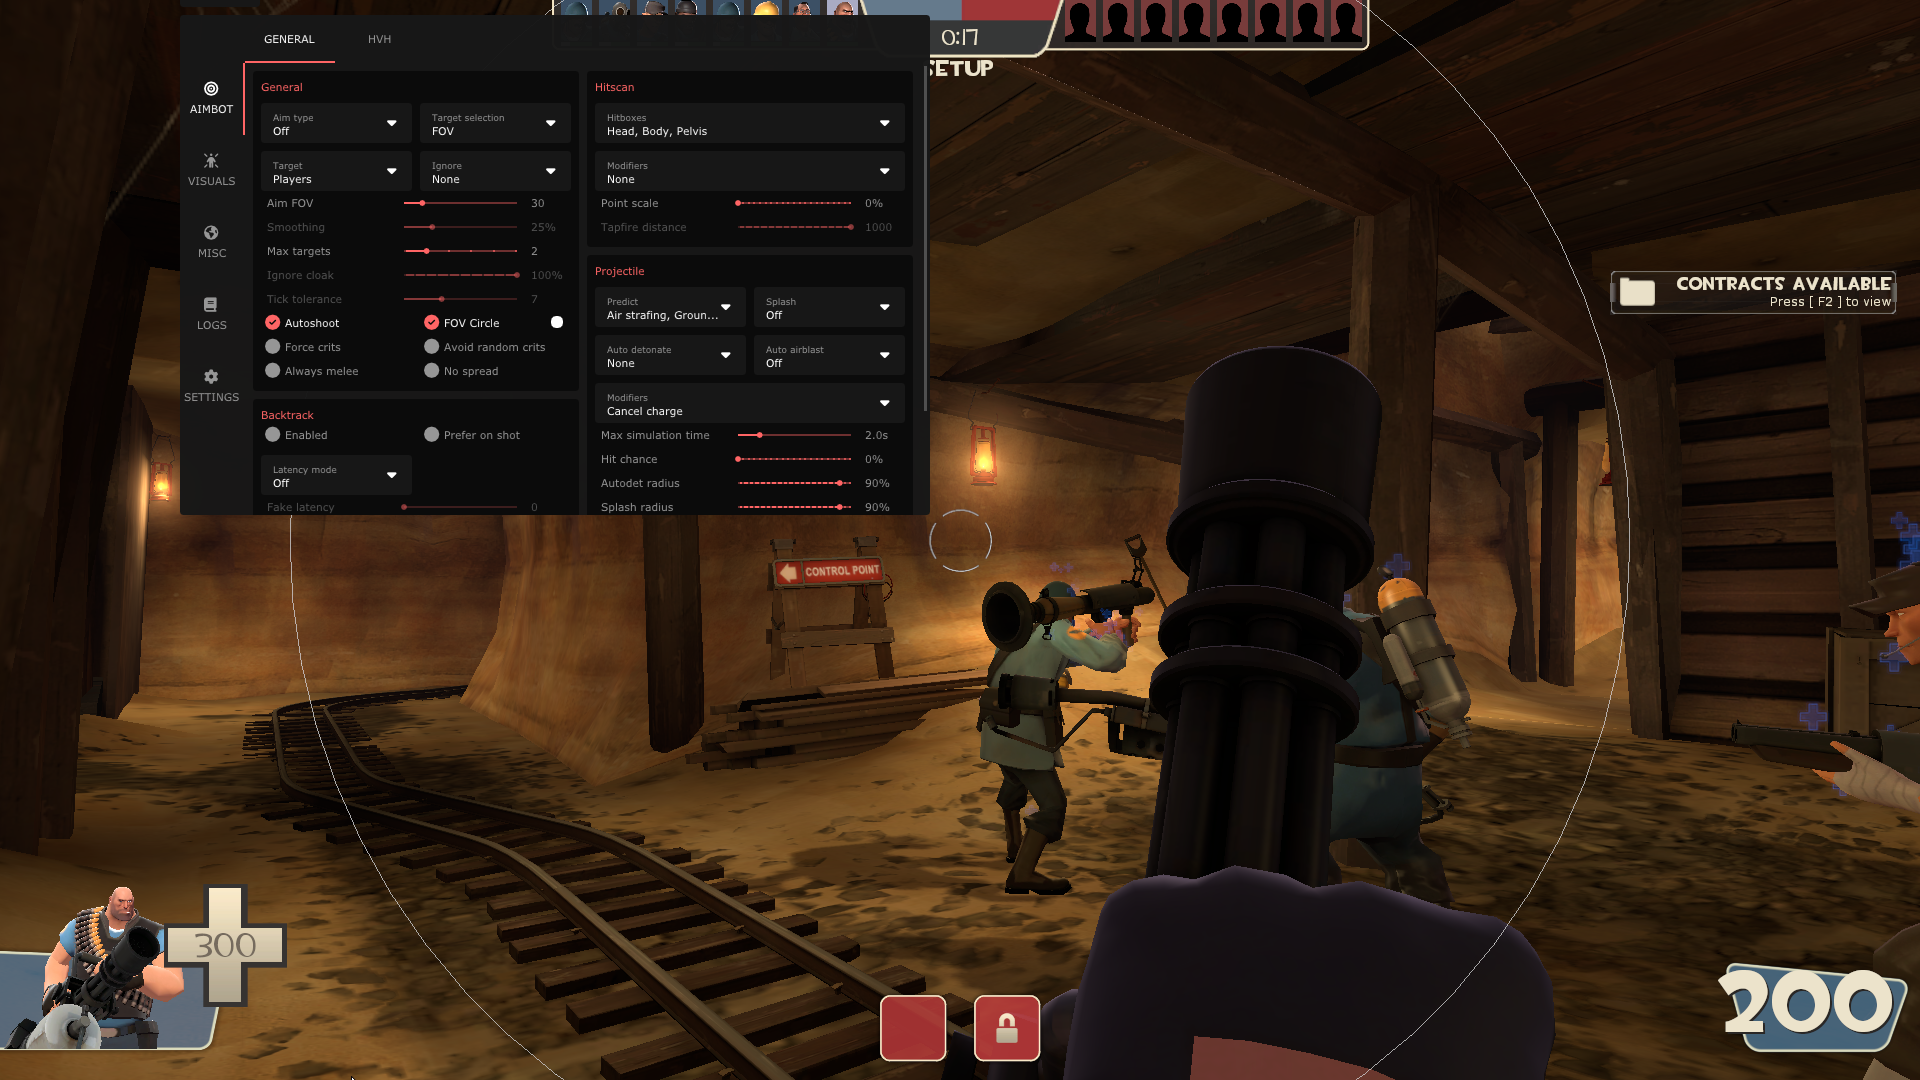 GENERAL
HVH
0:17
SETUP
AIMBOT
VISUALS
MISC
LOGS
SETTINGS
General
Aim type
Off
Target selection
FOV
Target
Players
Ignore
None
Aim FOV 30
Smoothing 25%
Max targets 2
Ignore cloak 100%
Tick tolerance 7
Autoshoot
FOV Circle
Force crits
Avoid random crits
Always melee
No spread
Backtrack
Enabled
Prefer on shot
Latency mode
Off
Fake latency 0
Hitscan
Hitboxes
Head, Body, Pelvis
Modifiers
None
Point scale 0%
Tapfire distance 1000
Projectile
Predict
Air strafing, Groun...
Splash
Off
Auto detonate
None
Auto airblast
Off
Modifiers
Cancel charge
Max simulation time 2.0s
Hit chance 0%
Autodet radius 90%
Splash radius 90%
CONTRACTS AVAILABLE
Press [ F2 ] to view
CONTROL POINT
300
200